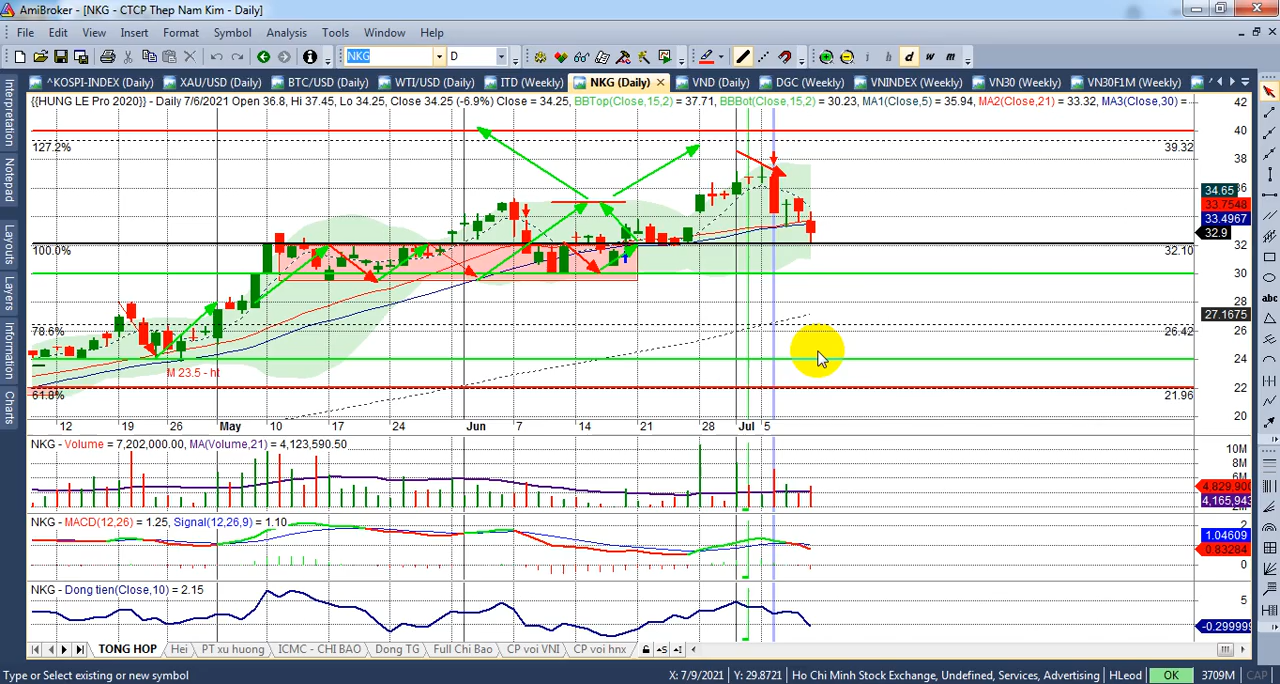 AmiBroker - [NKG - CTCP Thep Nam Kim - Daily]
File Edit View Insert Format Symbol Analysis Tools Window Help
NKG D i d w m
^KOSPI-INDEX (Daily) XAU/USD (Daily) BTC/USD (Daily) WTI/USD (Daily) ITD (Weekly) NKG (Daily) VND (Daily) DGC (Weekly) VNINDEX (Weekly) VN30 (Weekly) VN30F1M (Weekly)
Interpretation
Notepad
Layouts
Layers
Information
Charts
{{HUNG LE Pro 2020}} - Daily 7/6/2021 Open 36.8, Hi 37.45, Lo 34.25, Close 34.25 (-6.9%) Close = 34.25, BBTop(Close,15,2) = 37.71, BBBot(Close,15,2) = 30.23, MA1(Close,5) = 35.94, MA2(Close,21) = 33.32, MA3(Close,30) =
42
40
127.2% 39.32
38
36
34.65
33.7548
33.4967
32.9
32
100.0% 32.10
30
28
27.1675
78.6% 26.42
26
24
M 23.5 - ht
22
61.8% 21.96
20
12 19 26 May 10 17 24 Jun 7 14 21 28 Jul 5
abc
NKG - Volume = 7,202,000.00, MA(Volume,21) = 4,123,590.50
10M
8M
4,829,900
4,165,943
NKG - MACD(12,26) = 1.25, Signal(12,26,9) = 1.10
2
1.04609
0.83284
0
NKG - Dong tien(Close,10) = 2.15
5
-0.299999
TONG HOP Hei PT xu huong ICMC - CHI BAO Dong TG Full Chi Bao CP voi VNI CP voi hnx
Type or Select existing or new symbol X: 7/9/2021 Y: 29.8721 Ho Chi Minh Stock Exchange, Undefined, Services, Advertising HLeod OK 3709M CAP